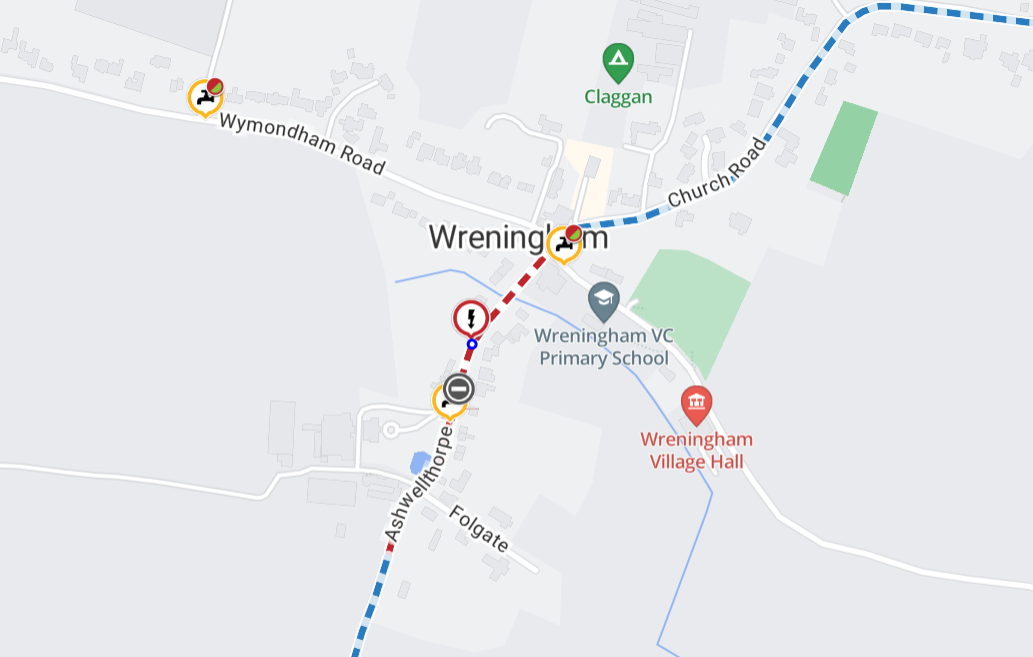 Claggan
Wymondham Road
Church Road
Wreningham
Wreningham VC
Primary School
Wreningham
Village Hall
Ashwellthorpe
Folgate